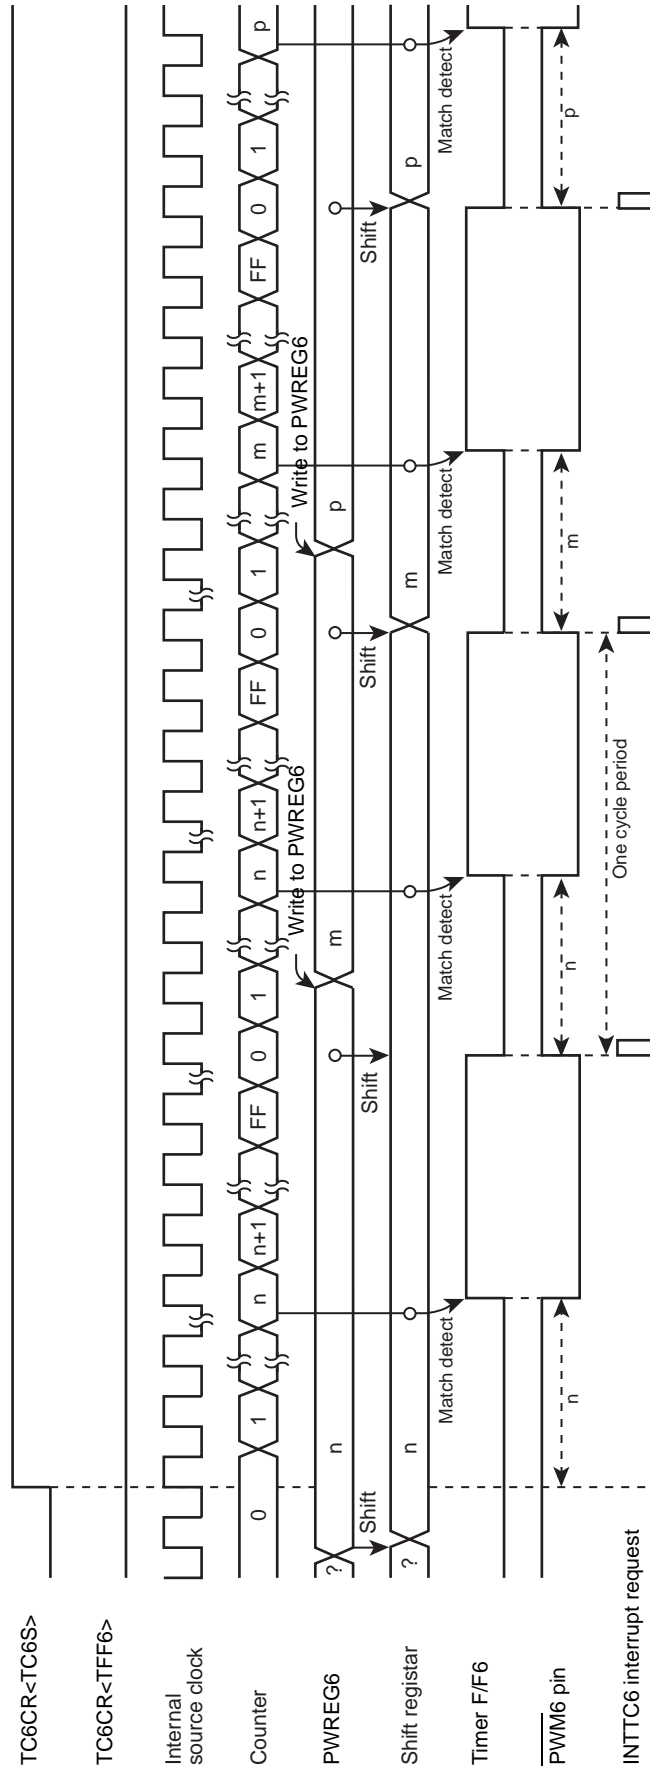 TC6CR<TC6S>
TC6CR<TFF6>
Internal
source clock
Counter 0 1 n n+1 FF 0 1 n n+1 FF 0 1 m m+1 FF 0 1 p
Write to PWREG6 Write to PWREG6
PWREG6 ? n m p
Shift Shift Shift Shift
Shift registar ? n m p
Match detect Match detect Match detect Match detect
Timer F/F6
PWM6 pin
n n m p
One cycle period
INTTC6 interrupt request